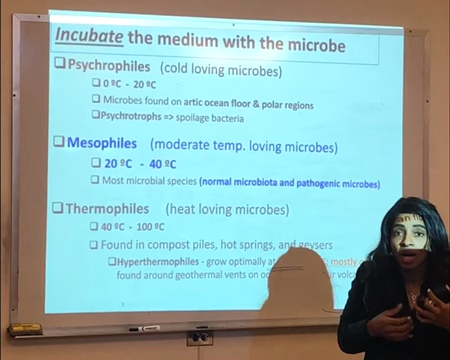 Incubate the medium with the microbe
Psychrophiles (cold loving microbes)
0 ºC - 20 ºC
Microbes found on artic ocean floor & polar regions
Psychrotrophs => spoilage bacteria
Mesophiles (moderate temp. loving microbes)
20 ºC - 40 ºC
Most microbial species (normal microbiota and pathogenic microbes)
Thermophiles (heat loving microbes)
40 ºC - 100 ºC
Found in compost piles, hot springs, and geysers
Hyperthermophiles - grow optimally at mostly
found around geothermal vents on